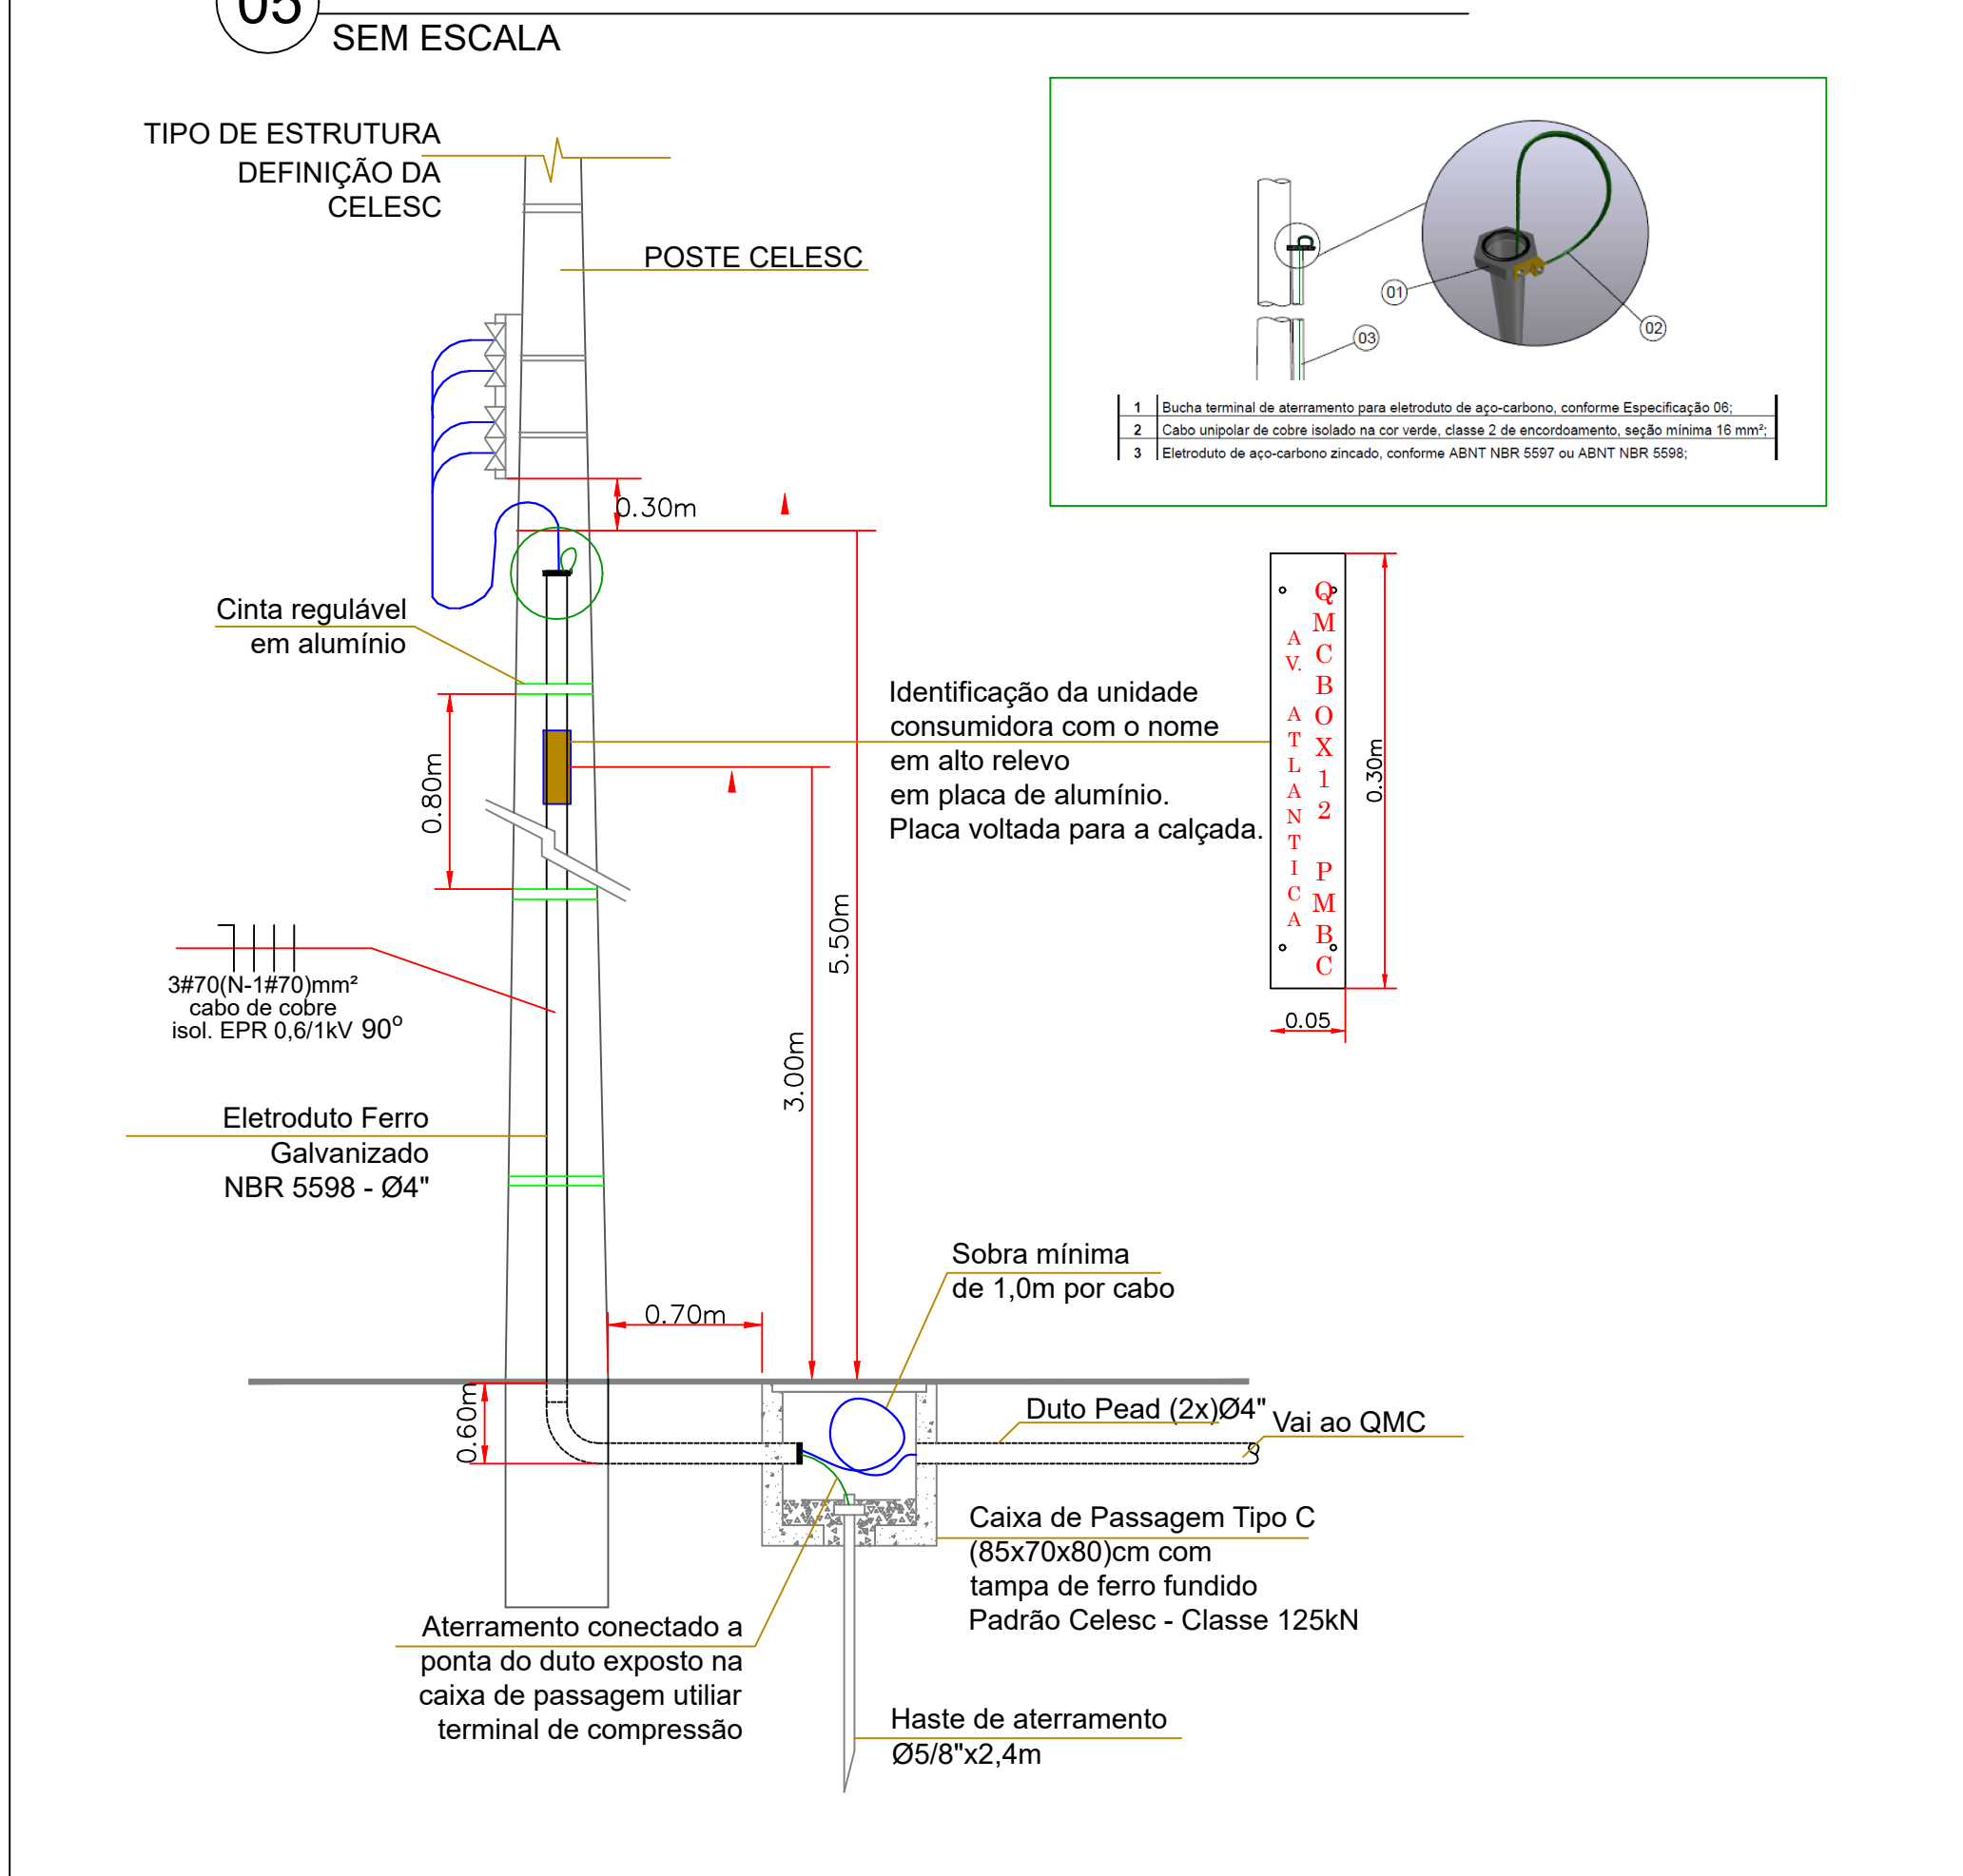 05
SEM ESCALA
TIPO DE ESTRUTURA
DEFINIÇÃO DA
CELESC
POSTE CELESC
01
02
03
1 Bucha terminal de aterramento para eletroduto de aço-carbono, conforme Especificação 06;
2 Cabo unipolar de cobre isolado na cor verde, classe 2 de encordoamento, seção mínima 16 mm²;
3 Eletroduto de aço-carbono zincado, conforme ABNT NBR 5597 ou ABNT NBR 5598;
0.30m
Cinta regulável
em alumínio
0.80m
Identificação da unidade
consumidora com o nome
em alto relevo
em placa de alumínio.
Placa voltada para a calçada.
AV. ATLANTICA
QMCBOX12 PMBC
0.30m
0.05
5.50m
3.00m
3#70(N-1#70)mm²
cabo de cobre
isol. EPR 0,6/1kV 90º
Eletroduto Ferro
Galvanizado
NBR 5598 - Ø4"
Sobra mínima
de 1,0m por cabo
0.70m
0.60m
Duto Pead (2x)Ø4"
Vai ao QMC
Caixa de Passagem Tipo C
(85x70x80)cm com
tampa de ferro fundido
Padrão Celesc - Classe 125kN
Aterramento conectado a
ponta do duto exposto na
caixa de passagem utiliar
terminal de compressão
Haste de aterramento
Ø5/8"x2,4m